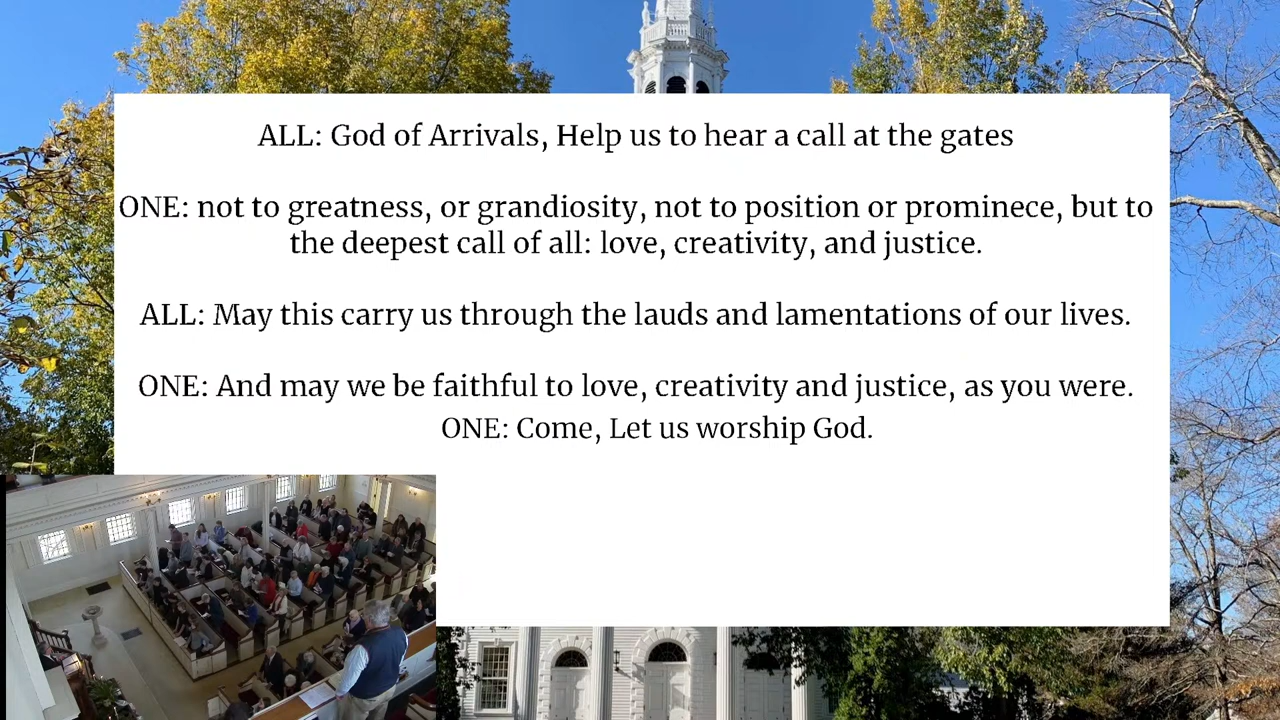 ALL: God of Arrivals, Help us to hear a call at the gates
ONE: not to greatness, or grandiosity, not to position or prominece, but to
the deepest call of all: love, creativity, and justice.
ALL: May this carry us through the lauds and lamentations of our lives.
ONE: And may we be faithful to love, creativity and justice, as you were.
ONE: Come, Let us worship God.